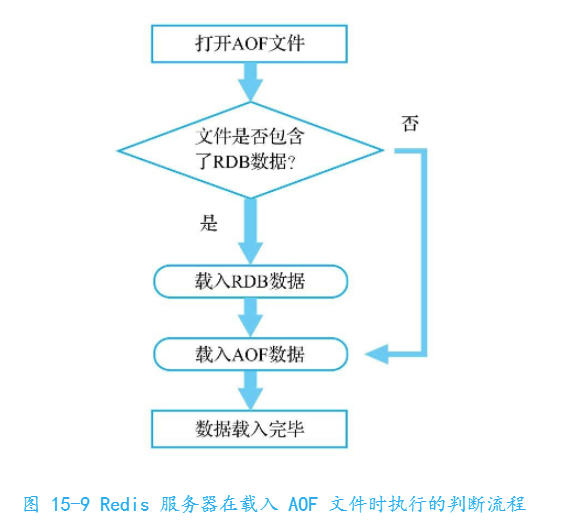 打开AOF文件
文件是否包含
了RDB数据?
否
是
载入RDB数据
载入AOF数据
数据载入完毕
图 15-9 Redis 服务器在载入 AOF 文件时执行的判断流程